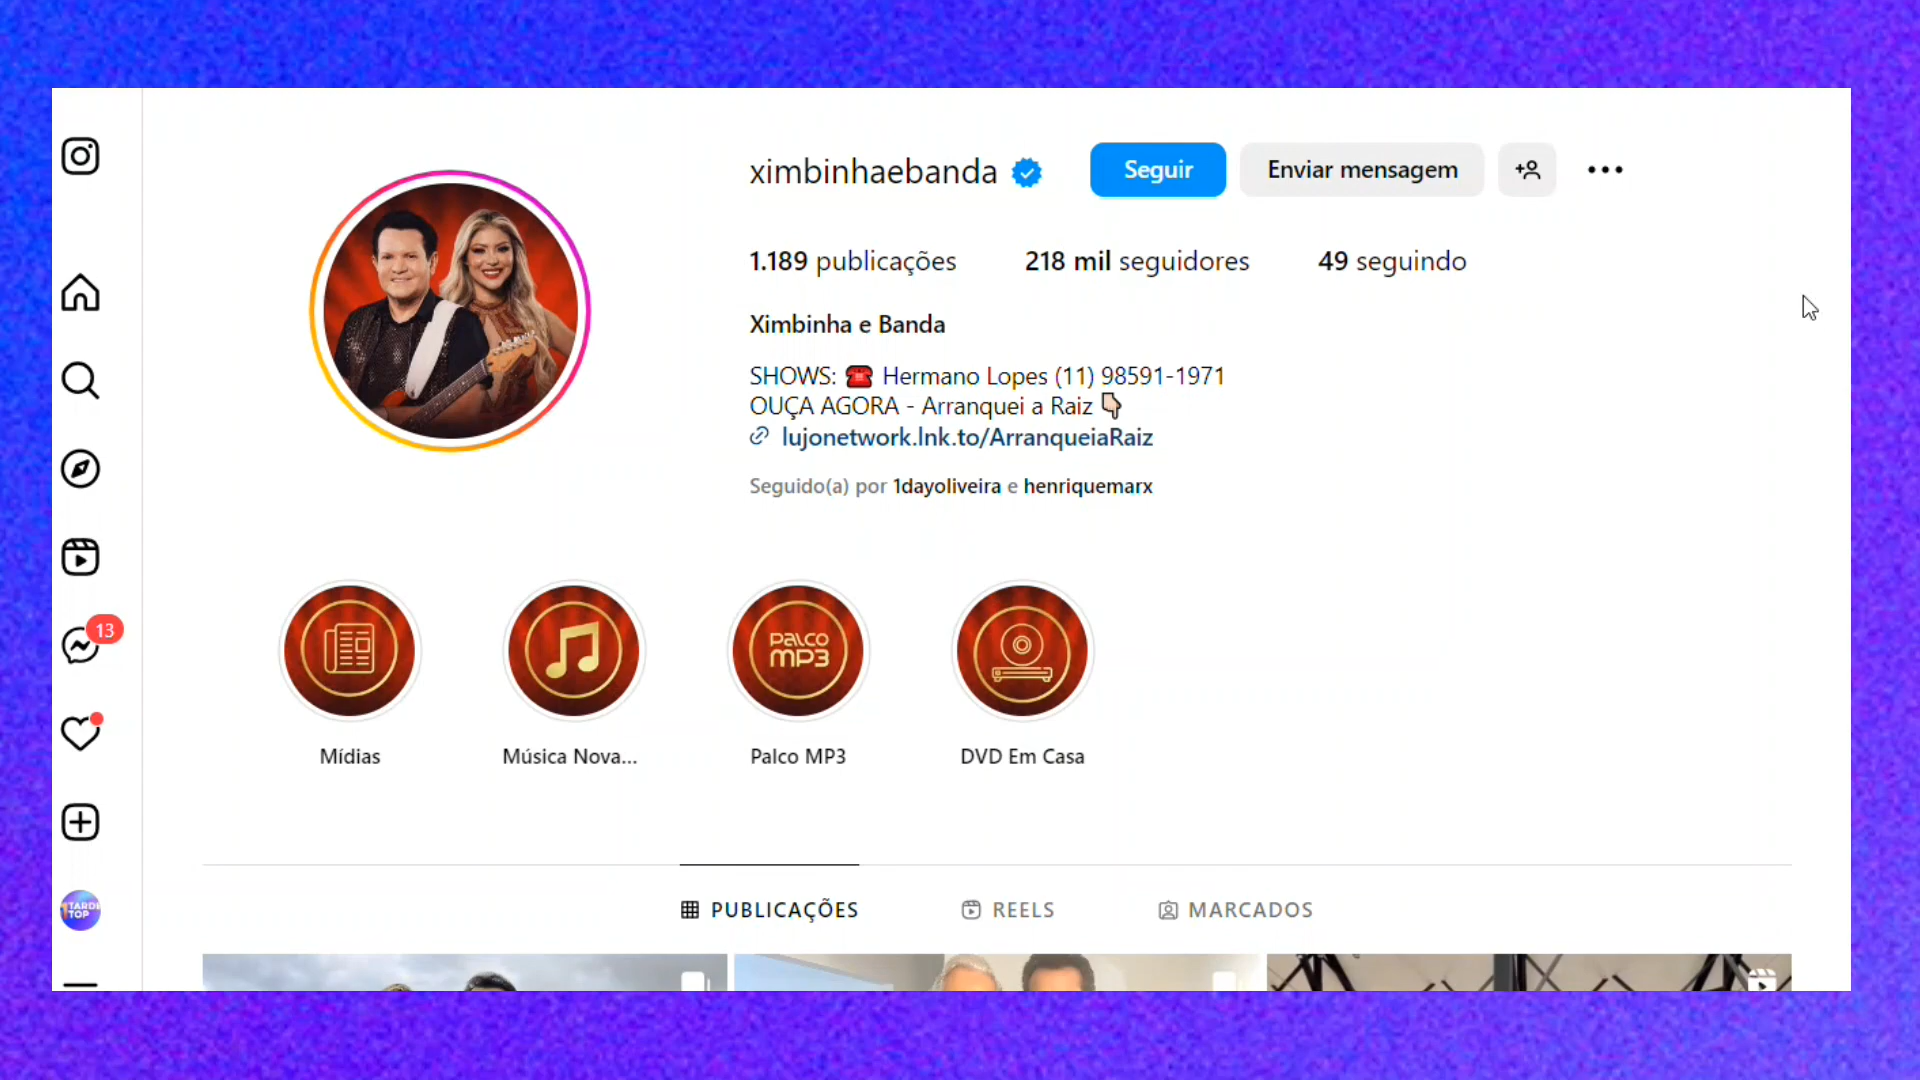 ximbinhaebanda
Seguir
Enviar mensagem
1.189 publicações
218 mil seguidores
49 seguindo
Ximbinha e Banda
SHOWS: ☎️ Hermano Lopes (11) 98591-1971
OUÇA AGORA - Arranquei a Raiz 👇🏻
lujonetwork.lnk.to/ArranqueiaRaiz
Seguido(a) por 1dayoliveira e henriquemarx
13
PALCO
MP3
Mídias
Música Nova...
Palco MP3
DVD Em Casa
TARDE
TOP
PUBLICAÇÕES
REELS
MARCADOS